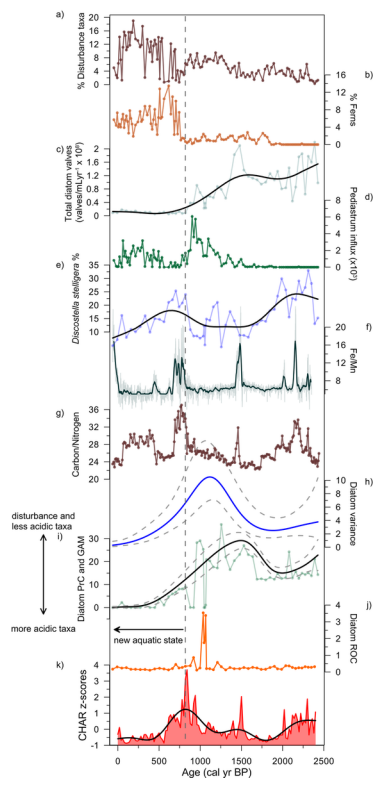 a)
% Disturbance taxa
20
16
12
8
4
0
b)
% Ferns
16
12
8
4
0
c)
Total diatom valves
(valves/mLyr⁻¹ x 10⁶)
2
1.6
1.2
0.8
0.4
0
d)
Pediastrum influx (x10³)
8
6
4
2
0
e)
Discostella stelligera %
35
30
25
20
15
10
f)
Fe/Mn
20
16
12
8
g)
Carbon/Nitrogen
36
32
28
24
20
h)
Diatom variance
10
8
6
4
2
0
disturbance and
less acidic taxa
more acidic taxa
i)
Diatom PrC and GAM
30
20
10
0
new aquatic state
j)
Diatom ROC
4
3
2
1
0
k)
CHAR z-scores
4
3
2
1
0
-1
0
500
1000
1500
2000
2500
Age (cal yr BP)